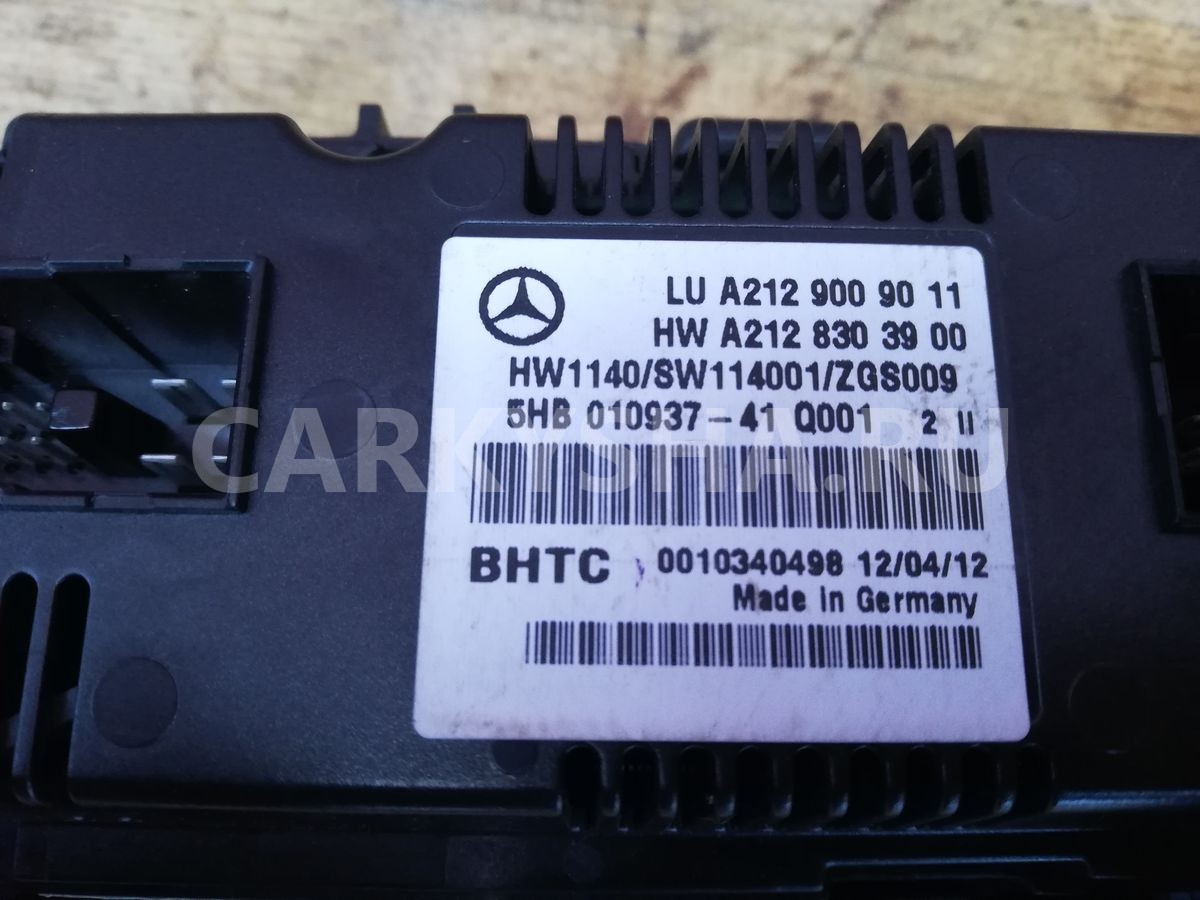 LU A212 900 90 11
HW A212 830 39 00
HW1140/SW114001/ZGS009
5HB 010937-41 Q001 2 II
CARKYSHA.RU
BHTC 0010340498 12/04/12
Made in Germany